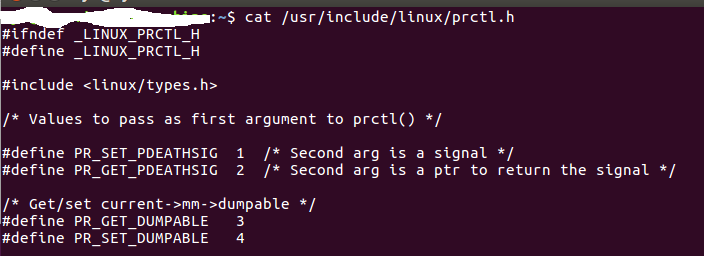 :~$ cat /usr/include/linux/prctl.h
#ifndef _LINUX_PRCTL_H
#define _LINUX_PRCTL_H

#include <linux/types.h>

/* Values to pass as first argument to prctl() */

#define PR_SET_PDEATHSIG  1  /* Second arg is a signal */
#define PR_GET_PDEATHSIG  2  /* Second arg is a ptr to return the signal */

/* Get/set current->mm->dumpable */
#define PR_GET_DUMPABLE   3
#define PR_SET_DUMPABLE   4